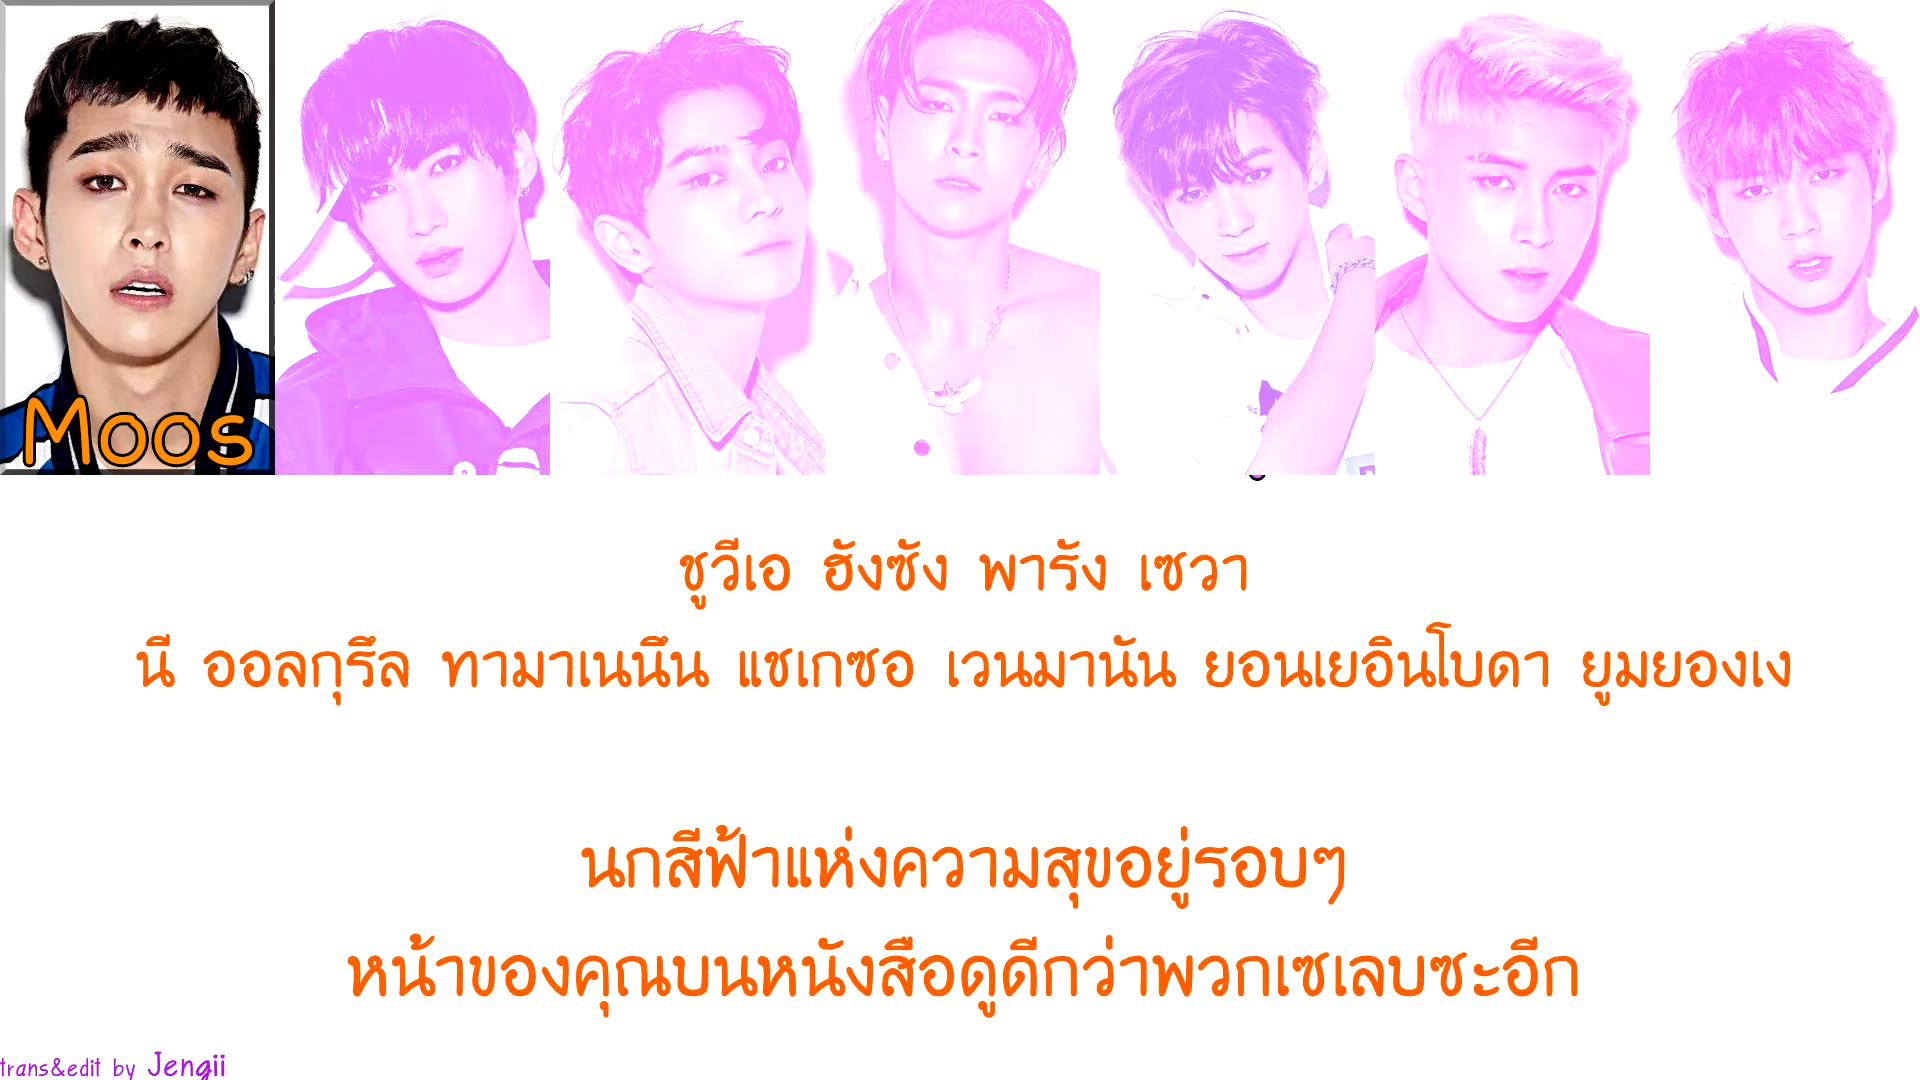 Moos
ชูวีเอ ฮังซัง พารัง เซวา
นี ออลกุรึล ทามาเนนึน แชเกซอ เวนมานัน ยอนเยอินโบดา ยูมยองเง
นกสีฟ้าแห่งความสุขอยู่รอบๆ
หน้าของคุณบนหนังสือดูดีกว่าพวกเซเลบซะอีก
trans&edit by Jengii